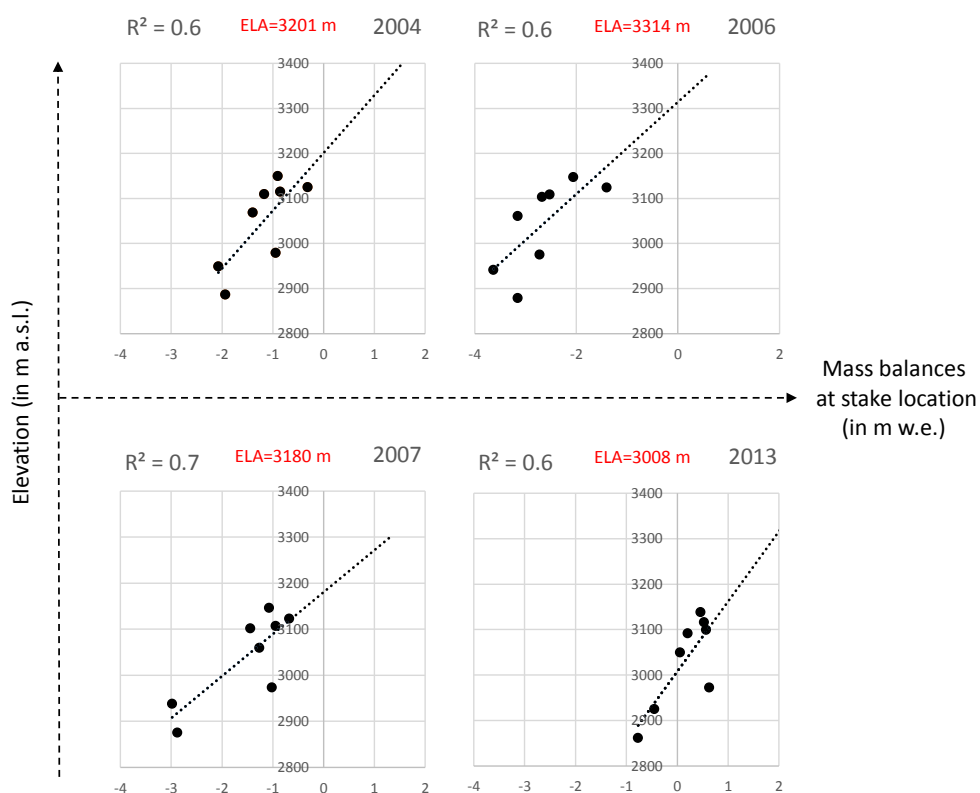 R² = 0.6 ELA=3201 m 2004
3400
3300
3200
3100
3000
2900
2800
-4 -3 -2 -1 0 1 2
R² = 0.6 ELA=3314 m 2006
3400
3300
3200
3100
3000
2900
2800
-4 -2 0 2
Elevation (in m a.s.l.)
Mass balances
at stake location
(in m w.e.)
R² = 0.7 ELA=3180 m 2007
3400
3300
3200
3100
3000
2900
2800
-4 -3 -2 -1 0 1 2
R² = 0.6 ELA=3008 m 2013
3400
3300
3200
3100
3000
2900
2800
-4 -3 -2 -1 0 1 2